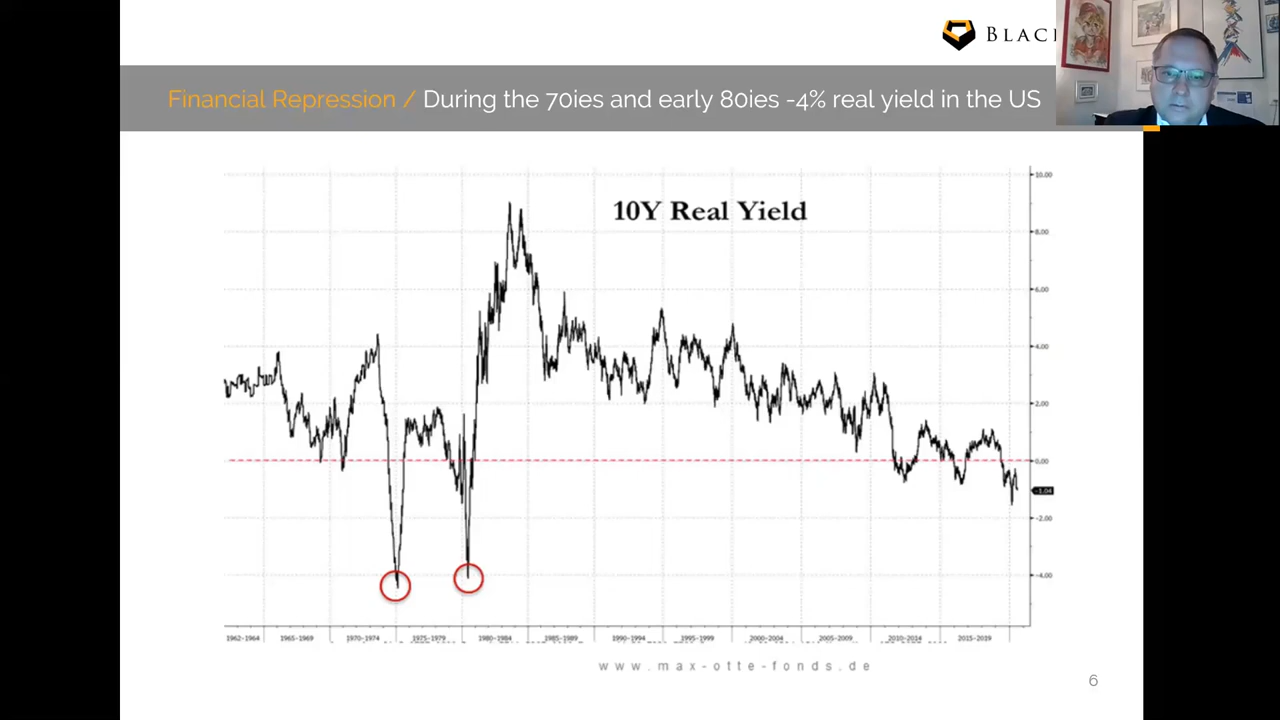 BLACK
Financial Repression / During the 70ies and early 80ies -4% real yield in the US
10Y Real Yield
10.00
8.00
6.00
4.00
2.00
0.00
-1.04
-2.00
-4.00
1962-1964 1965-1969 1970-1974 1975-1979 1980-1984 1985-1989 1990-1994 1995-1999 2000-2004 2005-2009 2010-2014 2015-2019
www.max-otte-fonds.de
6